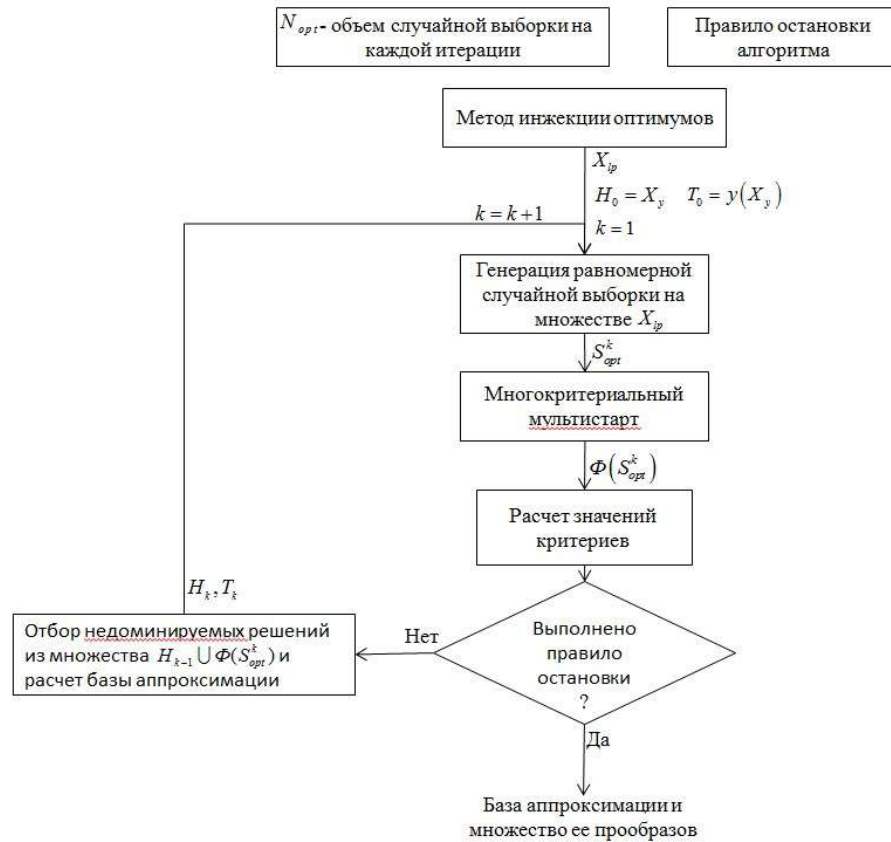 N_opt - объем случайной выборки на
каждой итерации
Правило остановки
алгоритма
Метод инжекции оптимумов
X_lp
H_0 = X_y   T_0 = y(X_y)
k = k+1
k = 1
Генерация равномерной
случайной выборки на
множестве X_lp
S^k_opt
Многокритериальный
мультистарт
Φ(S^k_opt)
Расчет значений
критериев
H_k, T_k
Отбор недоминируемых решений
из множества H_{k-1} ∪ Φ(S^k_opt) и
расчет базы аппроксимации
Нет
Выполнено
правило
остановки
?
Да
База аппроксимации и
множество ее прообразов